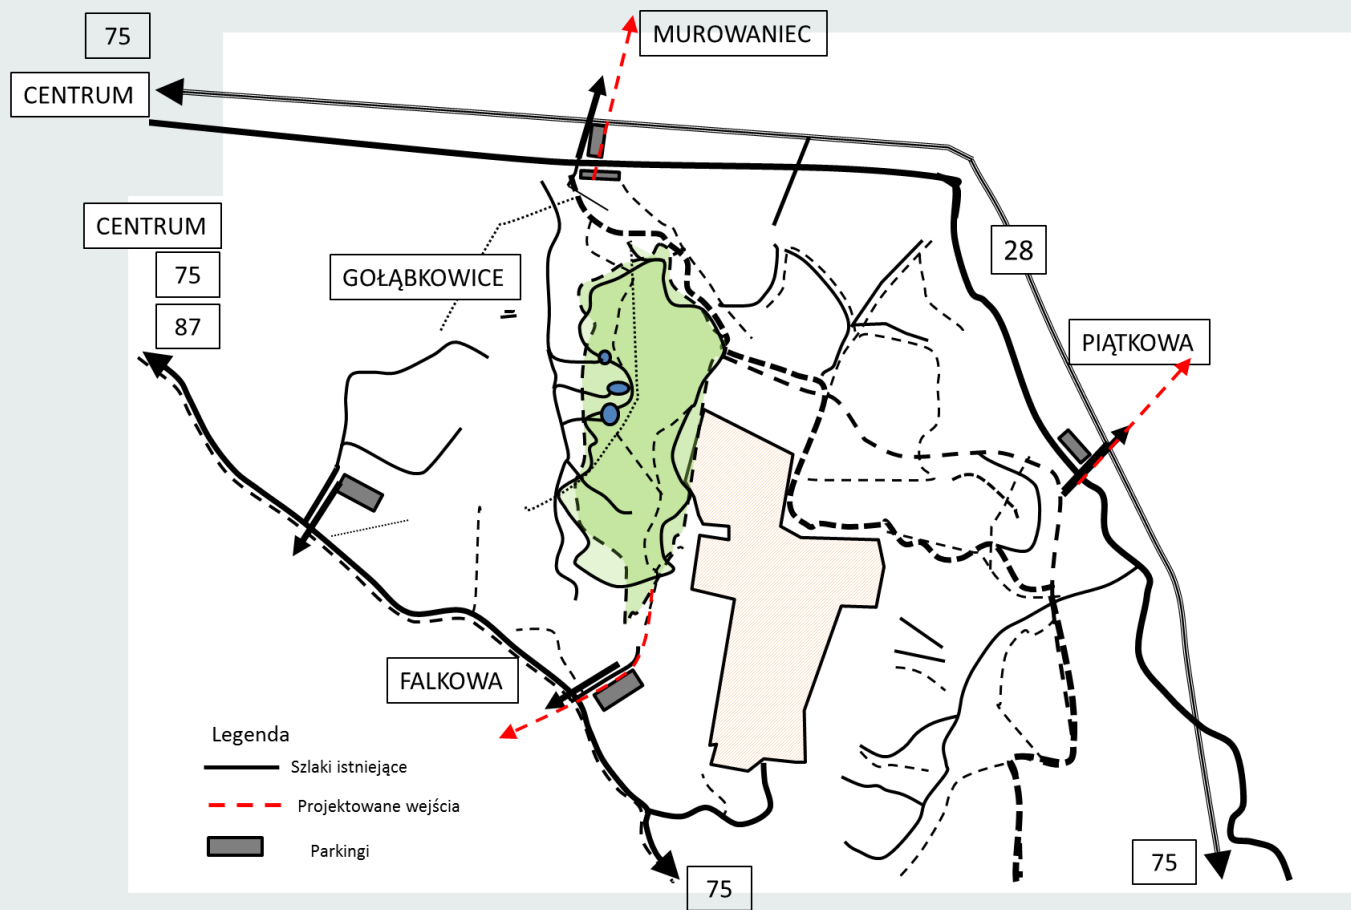 75
MUROWANIEC
CENTRUM
CENTRUM
75
87
GOŁĄBKOWICE
28
PIĄTKOWA
FALKOWA
Legenda
Szlaki istniejące
Projektowane wejścia
Parkingi
75
75